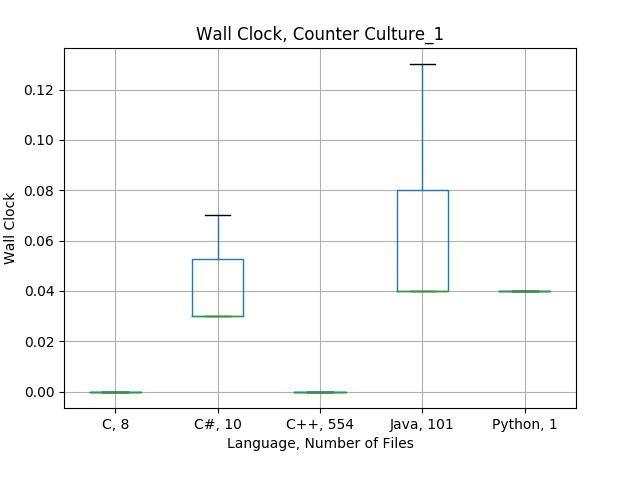 Wall Clock, Counter Culture_1
0.12
0.10
0.08
0.06
0.04
0.02
0.00
Wall Clock
C, 8
C#, 10
C++, 554
Java, 101
Python, 1
Language, Number of Files